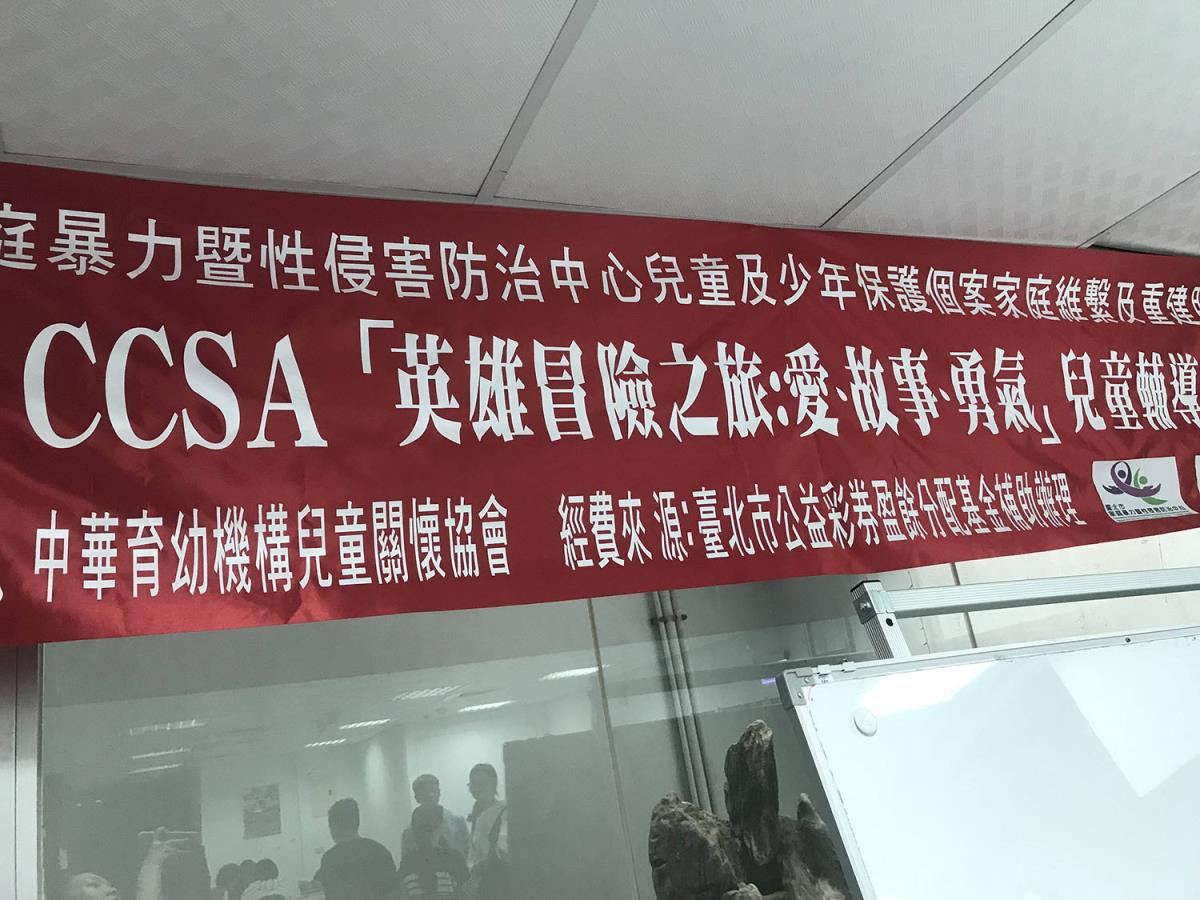 庭暴力暨性侵害防治中心兒童及少年保護個案家庭維繫及重建
CCSA「英雄冒險之旅:愛·故事·勇氣」兒童輔導
中華育幼機構兒童關懷協會 經費來源:臺北市公益彩券盈餘分配基金補助辦理